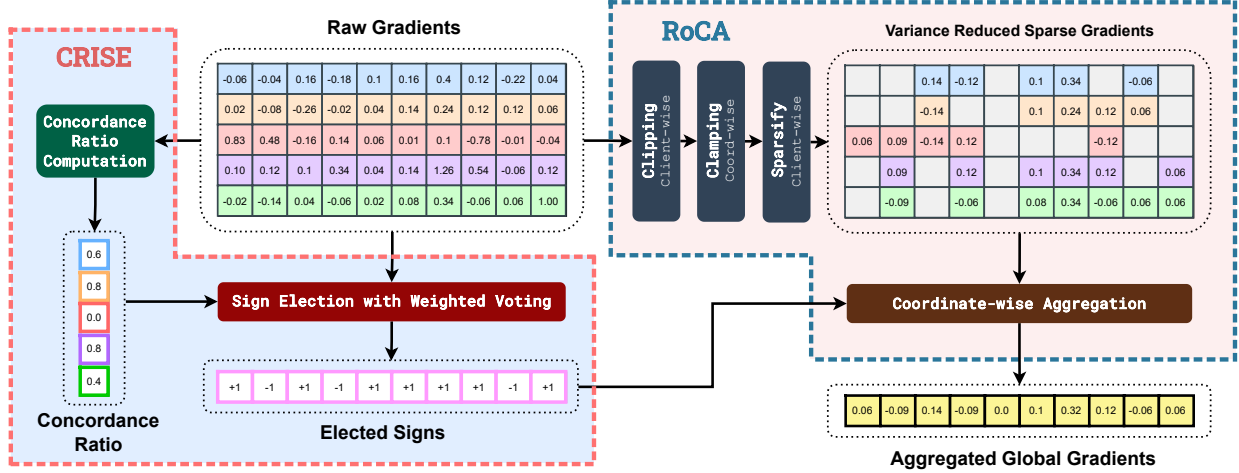 CRISE
Raw Gradients
RoCA
Variance Reduced Sparse Gradients
-0.06 -0.04 0.16 -0.18 0.1 0.16 0.4 0.12 -0.22 0.04
0.02 -0.08 -0.26 -0.02 0.04 0.14 0.24 0.12 0.12 0.06
0.83 0.48 -0.16 0.14 0.06 0.01 0.1 -0.78 -0.01 -0.04
0.10 0.12 0.1 0.34 0.04 0.14 1.26 0.54 -0.06 0.12
-0.02 -0.14 0.04 -0.06 0.02 0.08 0.34 -0.06 0.06 1.00
Concordance
Ratio
Computation
Clipping
Client-wise
Clamping
Coord-wise
Sparsify
Client-wise
0.14 -0.12 0.1 0.34 -0.06
-0.14 0.1 0.24 0.12 0.06
0.06 0.09 -0.14 0.12 -0.12
0.09 0.12 0.1 0.34 0.12 0.06
-0.09 -0.06 0.08 0.34 -0.06 0.06 0.06
0.6
0.8
0.0
0.8
0.4
Concordance
Ratio
Sign Election with Weighted Voting
+1 -1 +1 -1 +1 +1 +1 +1 -1 +1
Elected Signs
Coordinate-wise Aggregation
0.06 -0.09 0.14 -0.09 0.0 0.1 0.32 0.12 -0.06 0.06
Aggregated Global Gradients